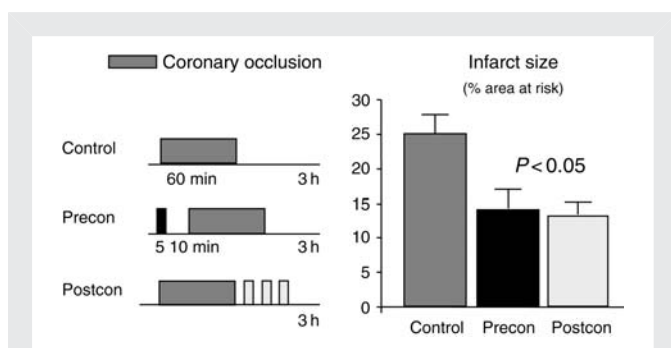 Coronary occlusion
Control
60 min 3 h
Precon
5 10 min 3 h
Postcon
3 h
Infarct size
(% area at risk)
30
25
20
15
10
5
0
P<0.05
Control Precon Postcon